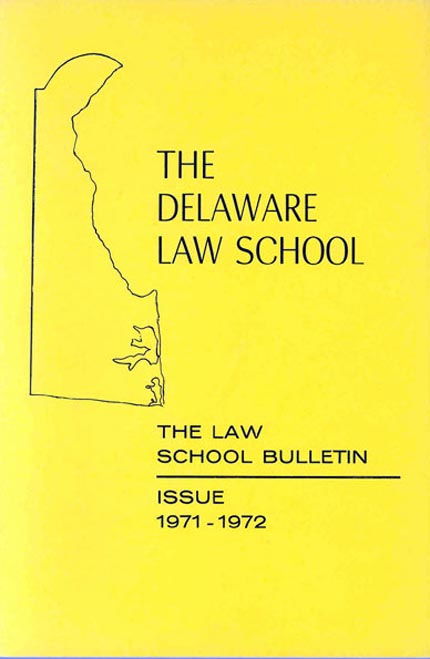 THE
DELAWARE
LAW SCHOOL
THE LAW
SCHOOL BULLETIN
ISSUE
1971-1972